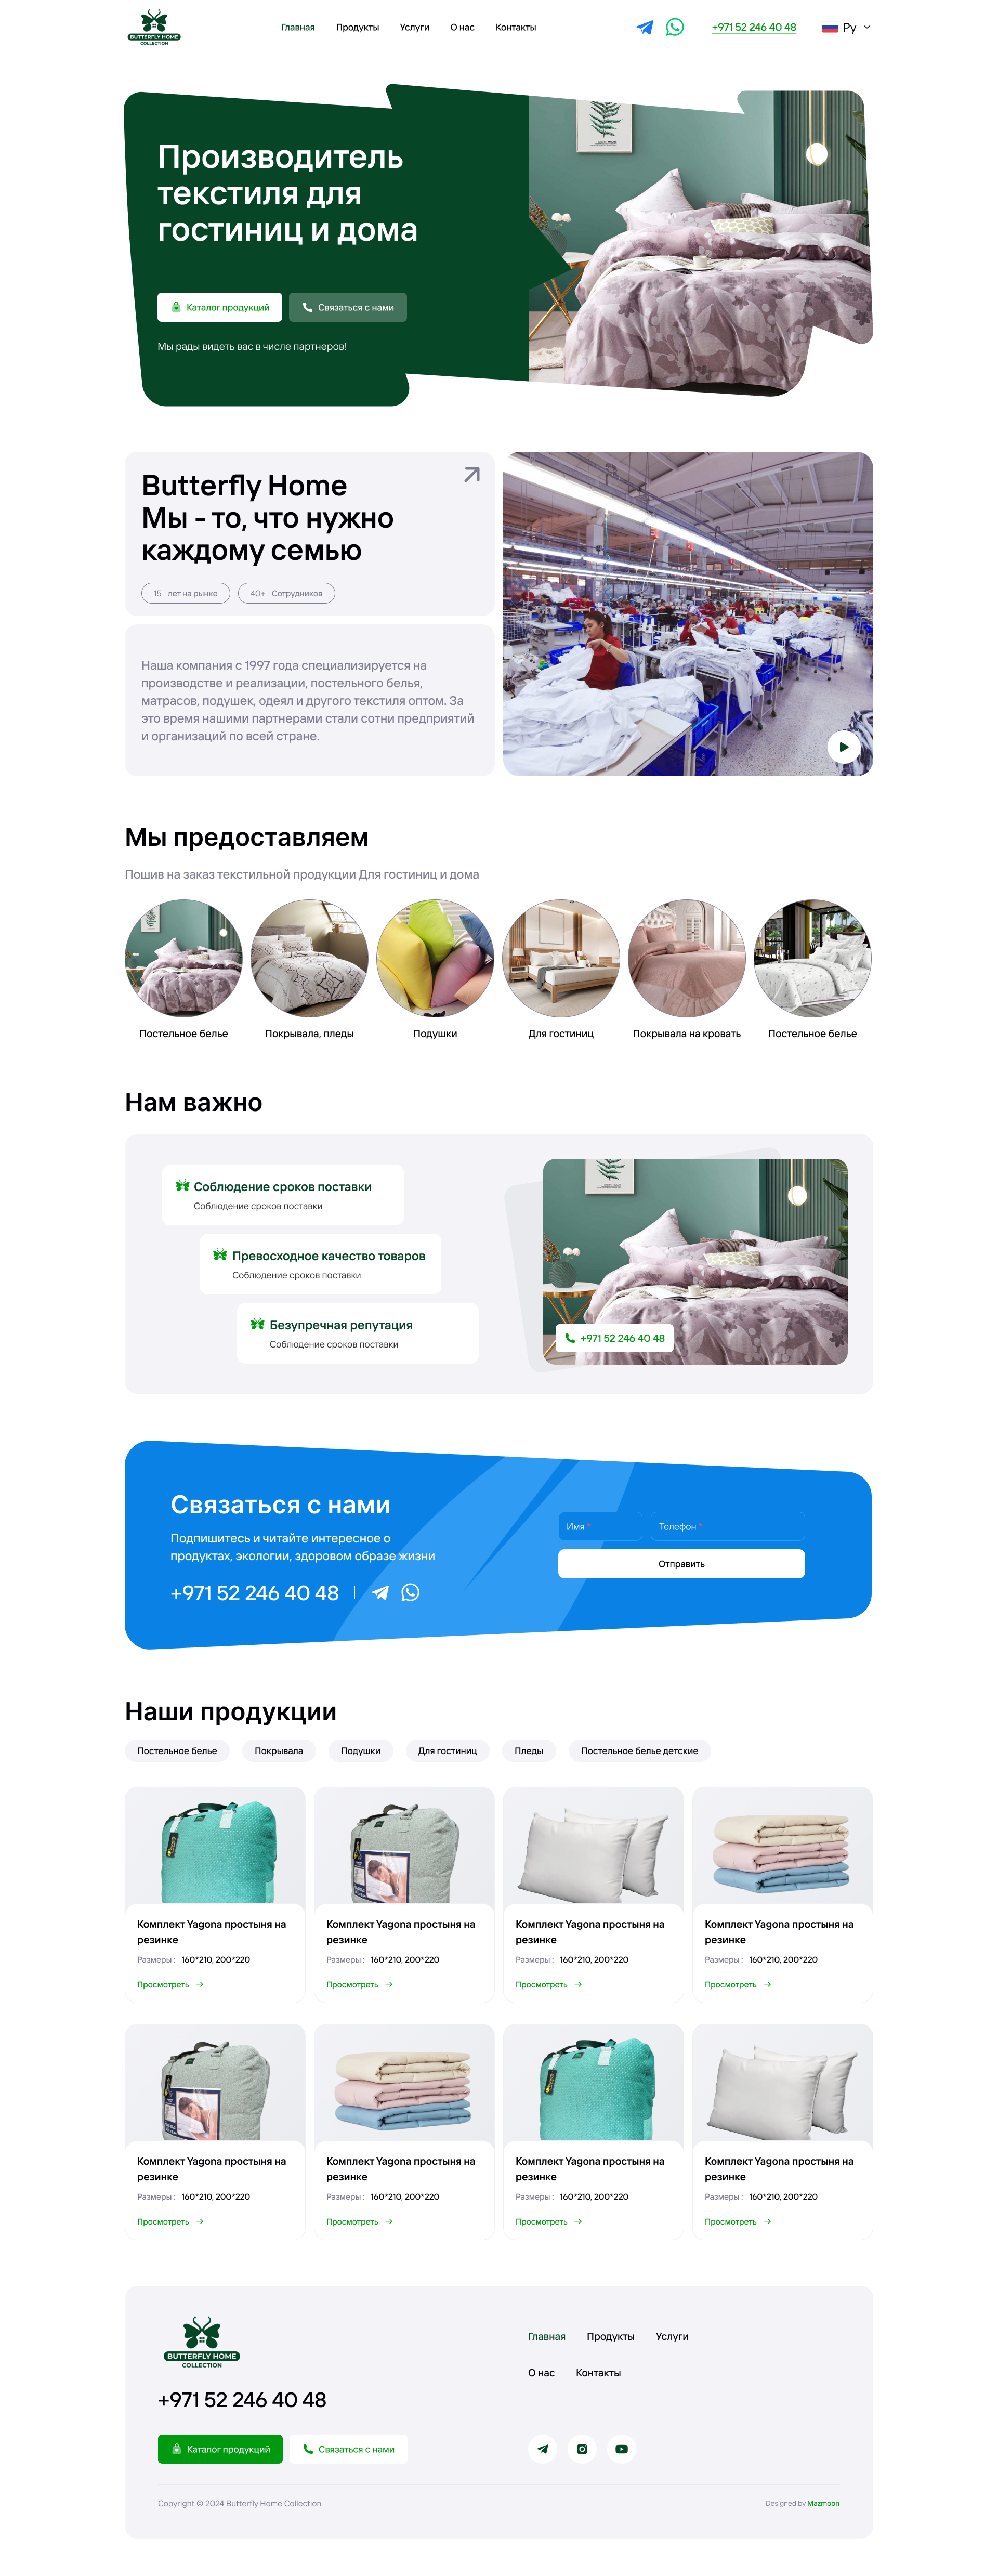 BUTTERFLY HOME
COLLECTION
Главная Продукты Услуги О нас Контакты
+971 52 246 40 48
Ру
Производитель
текстиля для
гостиниц и дома
Каталог продукций Связаться с нами
Мы рады видеть вас в числе партнеров!
Butterfly Home
Мы - то, что нужно
каждому семью
15 лет на рынке 40+ Сотрудников
Наша компания с 1997 года специализируется на
производстве и реализации, постельного белья,
матрасов, подушек, одеял и другого текстиля оптом. За
это время нашими партнерами стали сотни предприятий
и организаций по всей стране.
Мы предоставляем
Пошив на заказ текстильной продукции Для гостиниц и дома
Постельное белье Покрывала, пледы Подушки Для гостиниц Покрывала на кровать Постельное белье
Нам важно
Соблюдение сроков поставки
Соблюдение сроков поставки
Превосходное качество товаров
Соблюдение сроков поставки
Безупречная репутация
Соблюдение сроков поставки
+971 52 246 40 48
Связаться с нами
Подпишитесь и читайте интересное о
продуктах, экологии, здоровом образе жизни
+971 52 246 40 48
Имя * Телефон *
Отправить
Наши продукции
Постельное белье Покрывала Подушки Для гостиниц Пледы Постельное белье детские
Комплект Yagona простыня на
резинке
Размеры : 160*210, 200*220
Просмотреть
Комплект Yagona простыня на
резинке
Размеры : 160*210, 200*220
Просмотреть
Комплект Yagona простыня на
резинке
Размеры : 160*210, 200*220
Просмотреть
Комплект Yagona простыня на
резинке
Размеры : 160*210, 200*220
Просмотреть
Комплект Yagona простыня на
резинке
Размеры : 160*210, 200*220
Просмотреть
Комплект Yagona простыня на
резинке
Размеры : 160*210, 200*220
Просмотреть
Комплект Yagona простыня на
резинке
Размеры : 160*210, 200*220
Просмотреть
Комплект Yagona простыня на
резинке
Размеры : 160*210, 200*220
Просмотреть
BUTTERFLY HOME
COLLECTION
+971 52 246 40 48
Каталог продукций Связаться с нами
Главная Продукты Услуги
О нас Контакты
Copyright © 2024 Butterfly Home Collection
Designed by Mazmoon